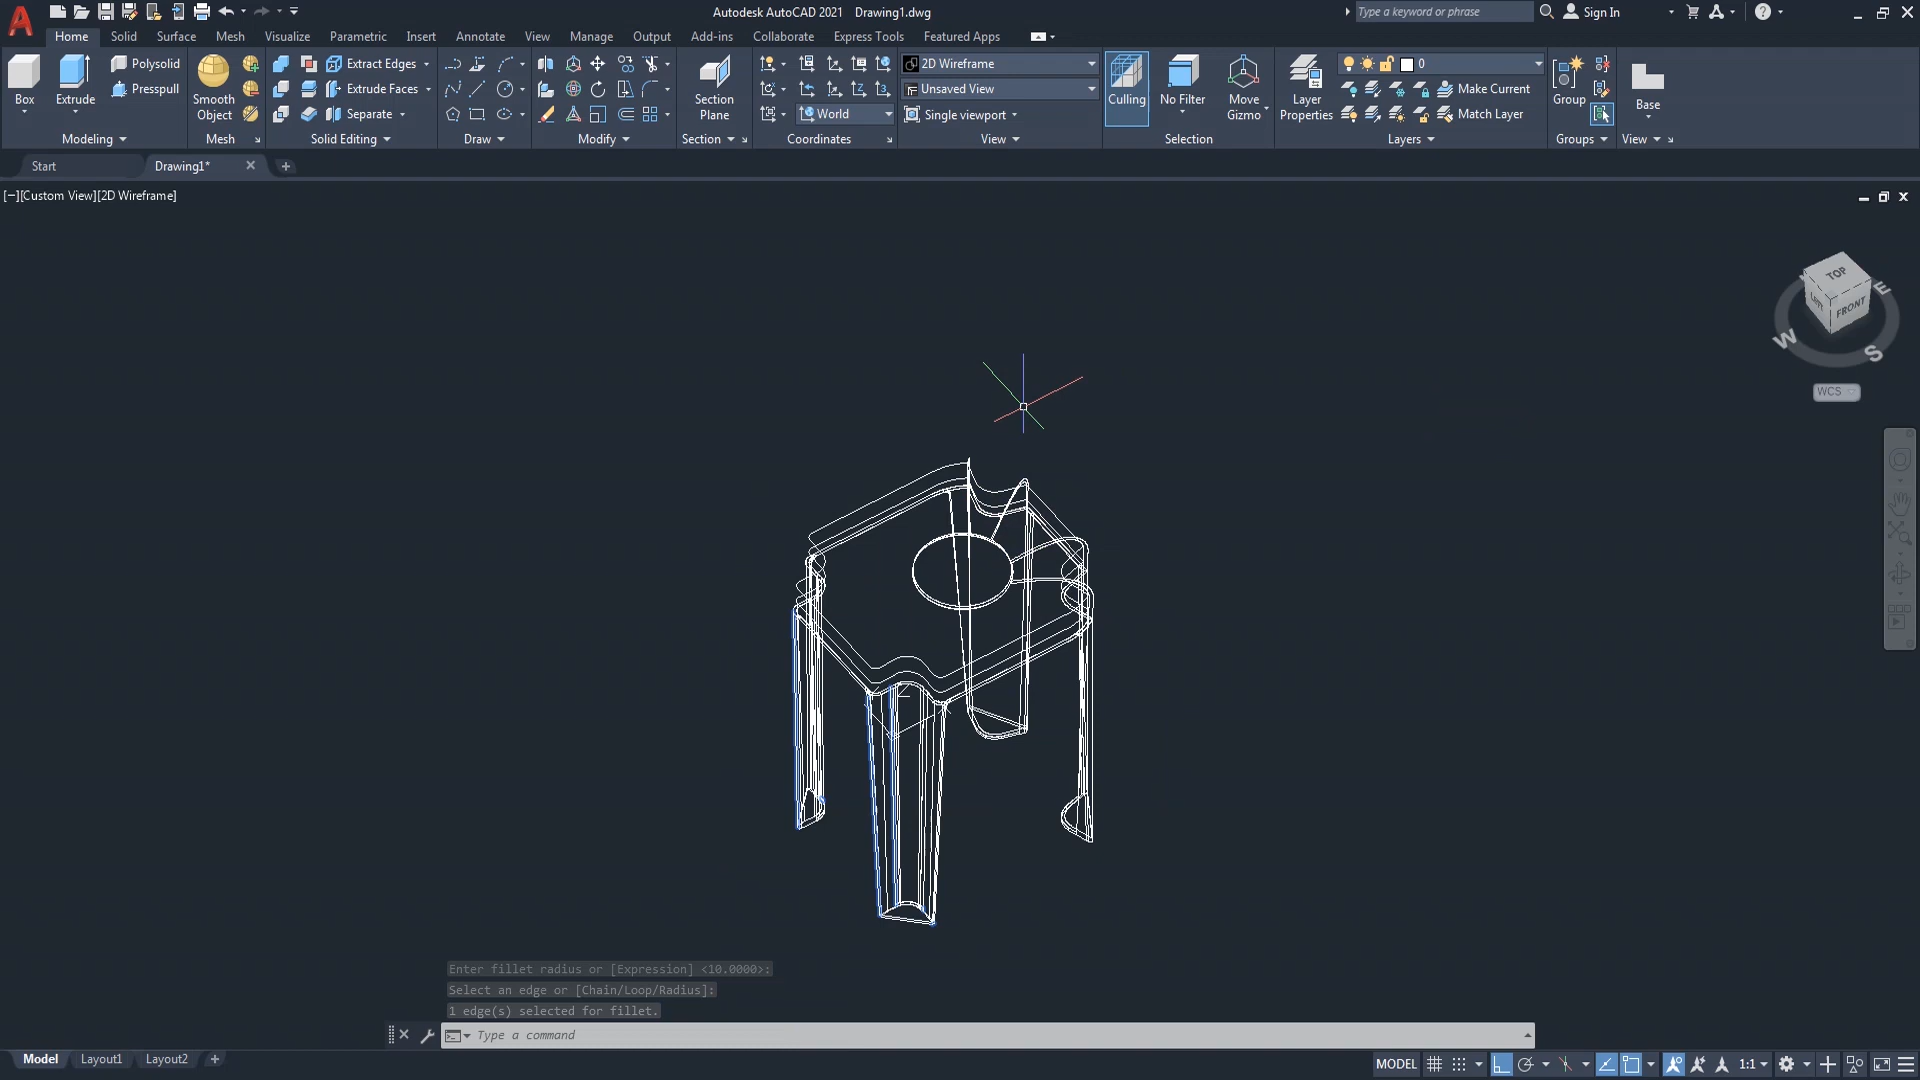 Autodesk AutoCAD 2021 Drawing1.dwg
Type a keyword or phrase
Sign In
Home Solid Surface Mesh Visualize Parametric Insert Annotate View Manage Output Add-ins Collaborate Express Tools Featured Apps
Box
Extrude
Polysolid
Presspull
Smooth
Object
Extract Edges
Extrude Faces
Separate
Section
Plane
World
2D Wireframe
Unsaved View
Single viewport
Culling
No Filter
Move
Gizmo
Layer
Properties
0
Make Current
Match Layer
Group
Base
Modeling Mesh Solid Editing Draw Modify Section Coordinates View Selection Layers Groups View
Start Drawing1*
[−][Custom View][2D Wireframe]
TOP
LEFT
FRONT
E
W
S
WCS
Enter fillet radius or [Expression] <10.0000>:
Select an edge or [Chain/Loop/Radius]:
1 edge(s) selected for fillet.
Type a command
Model Layout1 Layout2
MODEL
1:1